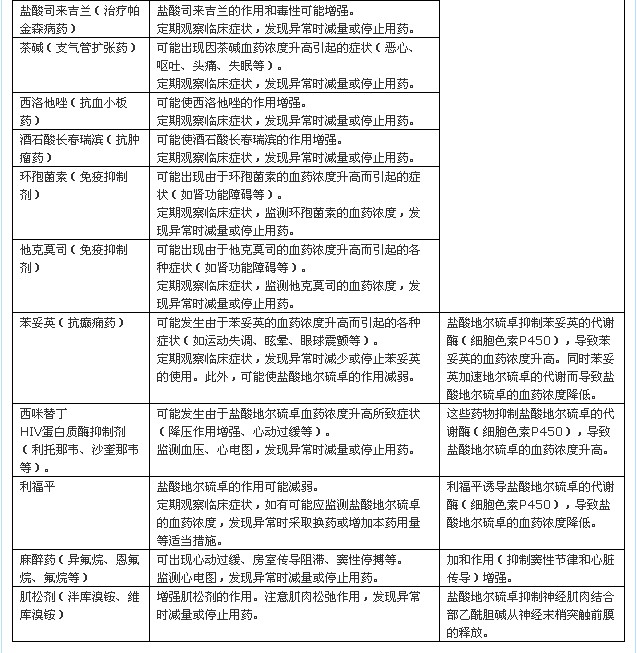 盐酸司来吉兰（治疗帕
金森病药）
盐酸司来吉兰的作用和毒性可能增强。
定期观察临床症状，发现异常时减量或停止用药。
茶碱（支气管扩张药）
可能出现因茶碱血药浓度升高引起的症状（恶心、
呕吐、头痛、失眠等）。
定期观察临床症状，发现异常时减量或停止用药。
西洛他唑（抗血小板
药）
可能使西洛他唑的作用增强。
定期观察临床症状，发现异常时减量或停止用药。
酒石酸长春瑞滨（抗肿
瘤药）
可能使酒石酸长春瑞滨的作用增强。
定期观察临床症状，发现异常时减量或停止用药。
环孢菌素（免疫抑制
剂）
可能出现由于环孢菌素的血药浓度升高而引起的症
状（如肾功能障碍等）。
定期观察临床症状，监测环孢菌素的血药浓度，发
现异常时减量或停止用药。
他克莫司（免疫抑制
剂）
可能出现由于他克莫司的血药浓度升高而引起的各
种症状（如肾功能障碍等）。
定期观察临床症状，监测他克莫司的血药浓度，发
现异常时减量或停止用药。
苯妥英（抗癫痫药）
可能发生由于苯妥英的血药浓度升高而引起的各种
症状（如运动失调、眩晕、眼球震颤等）。
定期观察临床症状，发现异常时减少或停止苯妥英
的使用。此外，可能使盐酸地尔硫卓的作用减弱。
盐酸地尔硫卓抑制苯妥英的代谢
酶（细胞色素P450），导致苯
妥英的血药浓度升高。同时苯妥
英加速地尔硫卓的代谢而导致盐
酸地尔硫卓的血药浓度降低。
西咪替丁
HIV蛋白质酶抑制剂
（利托那韦、沙奎那韦
等）。
可能发生由于盐酸地尔硫卓血药浓度升高所致症状
（降压作用增强、心动过缓等）。
监测血压、心电图，发现异常时减量或停止用药。
这些药物抑制盐酸地尔硫卓的代
谢酶（细胞色素P450），导致
盐酸地尔硫卓的血药浓度升高。
利福平
盐酸地尔硫卓的作用可能减弱。
定期观察临床症状，如有可能应监测盐酸地尔硫卓
的血药浓度，发现异常时采取换药或增加本药用量
等适当措施。
利福平诱导盐酸地尔硫卓的代谢
酶（细胞色素P450），导致盐
酸地尔硫卓的血药浓度降低。
麻醉药（异氟烷、恩氟
烷、氟烷等）
可出现心动过缓、房室传导阻滞、窦性停搏等。
监测心电图，发现异常时减量或停止用药。
加和作用（抑制窦性节律和心脏
传导）增强。
肌松剂（泮库溴铵、维
库溴铵）
增强肌松剂的作用。注意肌肉松弛作用，发现异常
时减量或停止用药。
盐酸地尔硫卓抑制神经肌肉结合
部乙酰胆碱从神经末梢突触前膜
的释放。